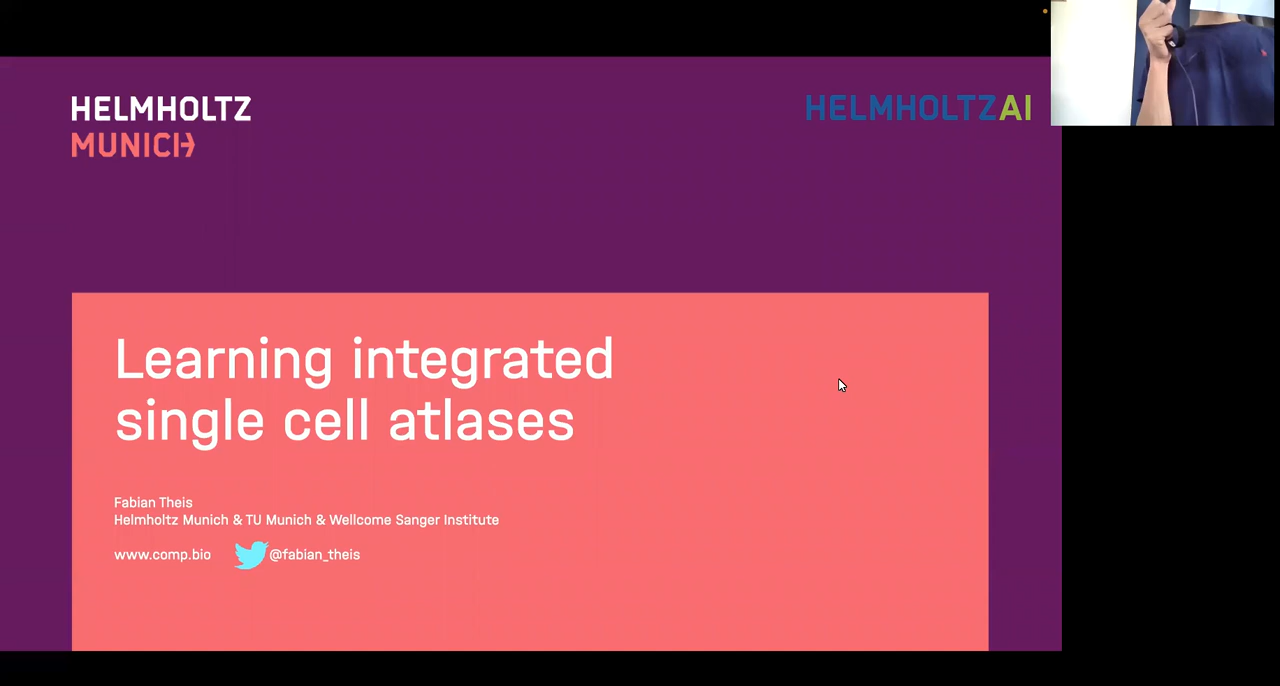 HELMHOLTZ
MUNICH
HELMHOLTZAI
Learning integrated
single cell atlases
Fabian Theis
Helmholtz Munich & TU Munich & Wellcome Sanger Institute
www.comp.bio @fabian_theis